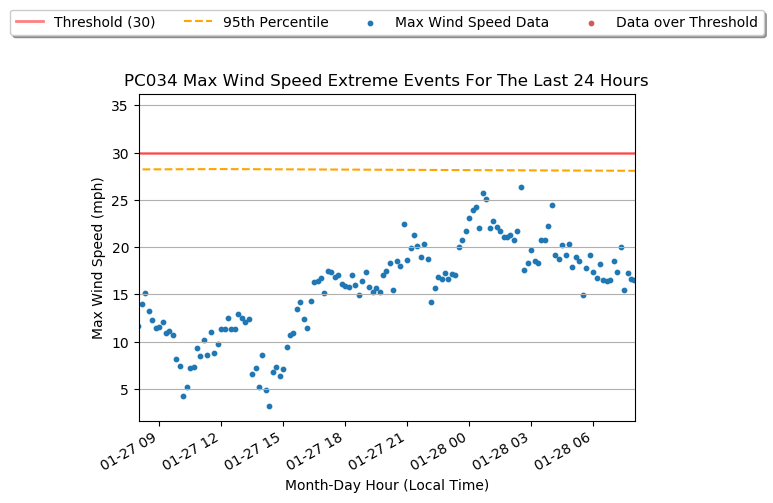 Threshold (30) 95th Percentile Max Wind Speed Data Data over Threshold
PC034 Max Wind Speed Extreme Events For The Last 24 Hours
35
30
25
20
15
10
5
Max Wind Speed (mph)
01-27 09 01-27 12 01-27 15 01-27 18 01-27 21 01-28 00 01-28 03 01-28 06
Month-Day Hour (Local Time)